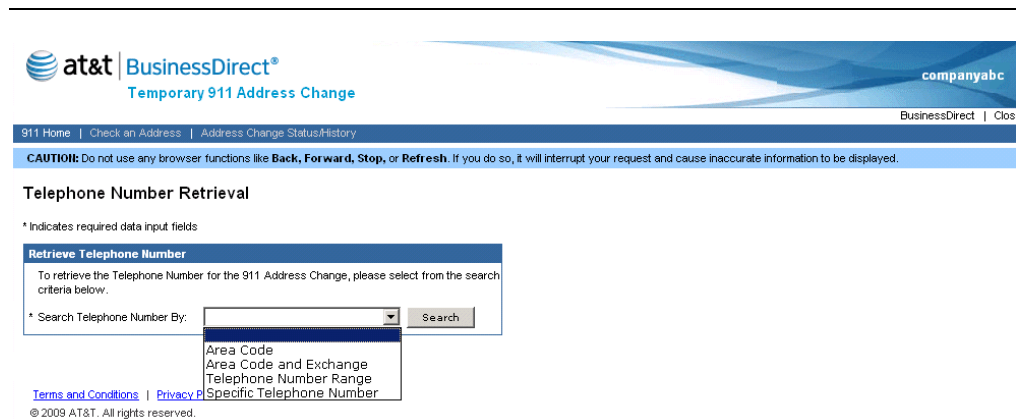 at&t BusinessDirect®
Temporary 911 Address Change
companyabc
BusinessDirect | Clos
911 Home | Check an Address | Address Change Status/History
CAUTION: Do not use any browser functions like Back, Forward, Stop, or Refresh. If you do so, it will interrupt your request and cause inaccurate information to be displayed.
Telephone Number Retrieval
* Indicates required data input fields
Retrieve Telephone Number
To retrieve the Telephone Number for the 911 Address Change, please select from the search
criteria below.
* Search Telephone Number By: Search
Area Code
Area Code and Exchange
Telephone Number Range
Specific Telephone Number
Terms and Conditions | Privacy P
© 2009 AT&T. All rights reserved.